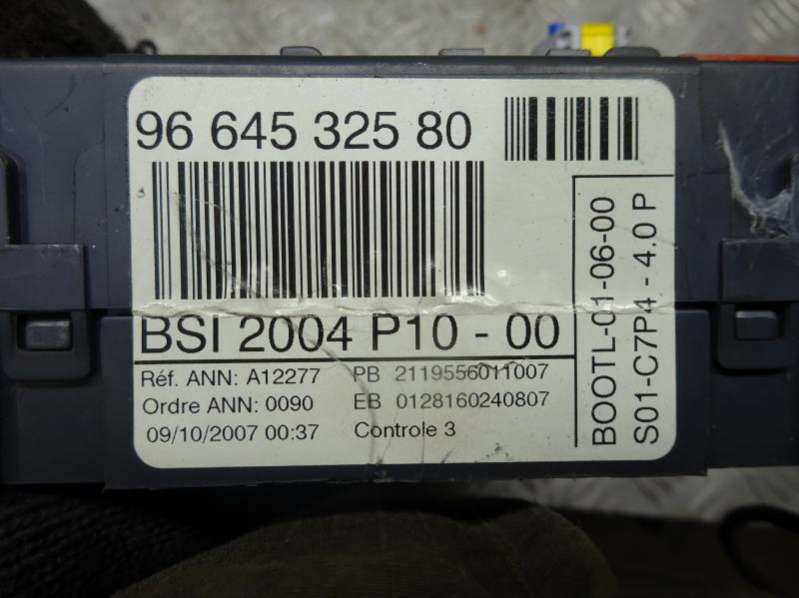 96 645 325 80
BSI 2004 P10 - 00
Réf. ANN: A12277 PB 2119556011007
Ordre ANN: 0090 EB 0128160240807
09/10/2007 00:37 Controle 3
BOOTL-01-06-00
S01-C7P4 - 4.0 P